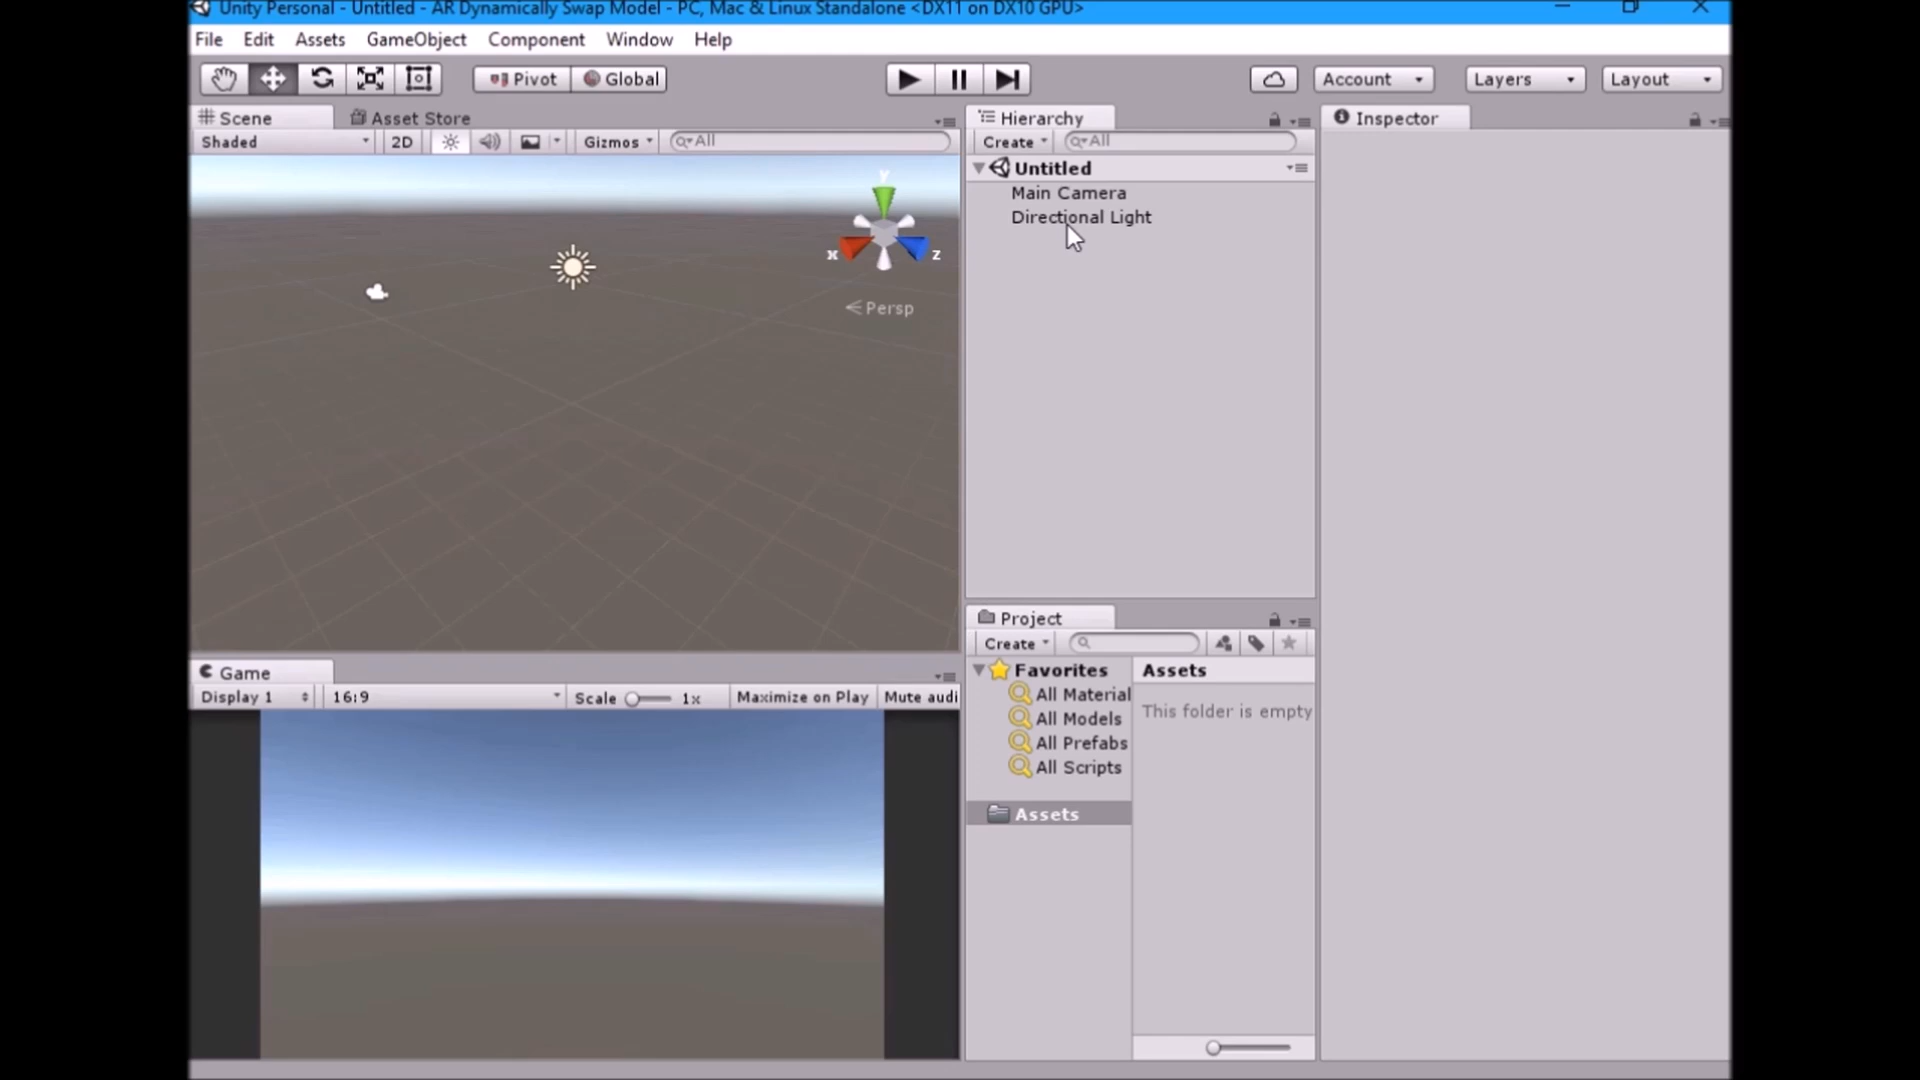 Unity Personal - Untitled - AR Dynamically Swap Model - PC, Mac & Linux Standalone <DX11 on DX10 GPU>
File Edit Assets GameObject Component Window Help
Pivot Global Account Layers Layout
Scene Asset Store
Shaded 2D Gizmos All
y
x z
Persp
Hierarchy
Create All
Untitled
Main Camera
Directional Light
Inspector
Game
Display 1 16:9 Scale 1x Maximize on Play Mute audi
Project
Create
Favorites
All Material
All Models
All Prefabs
All Scripts
Assets
Assets
This folder is empty